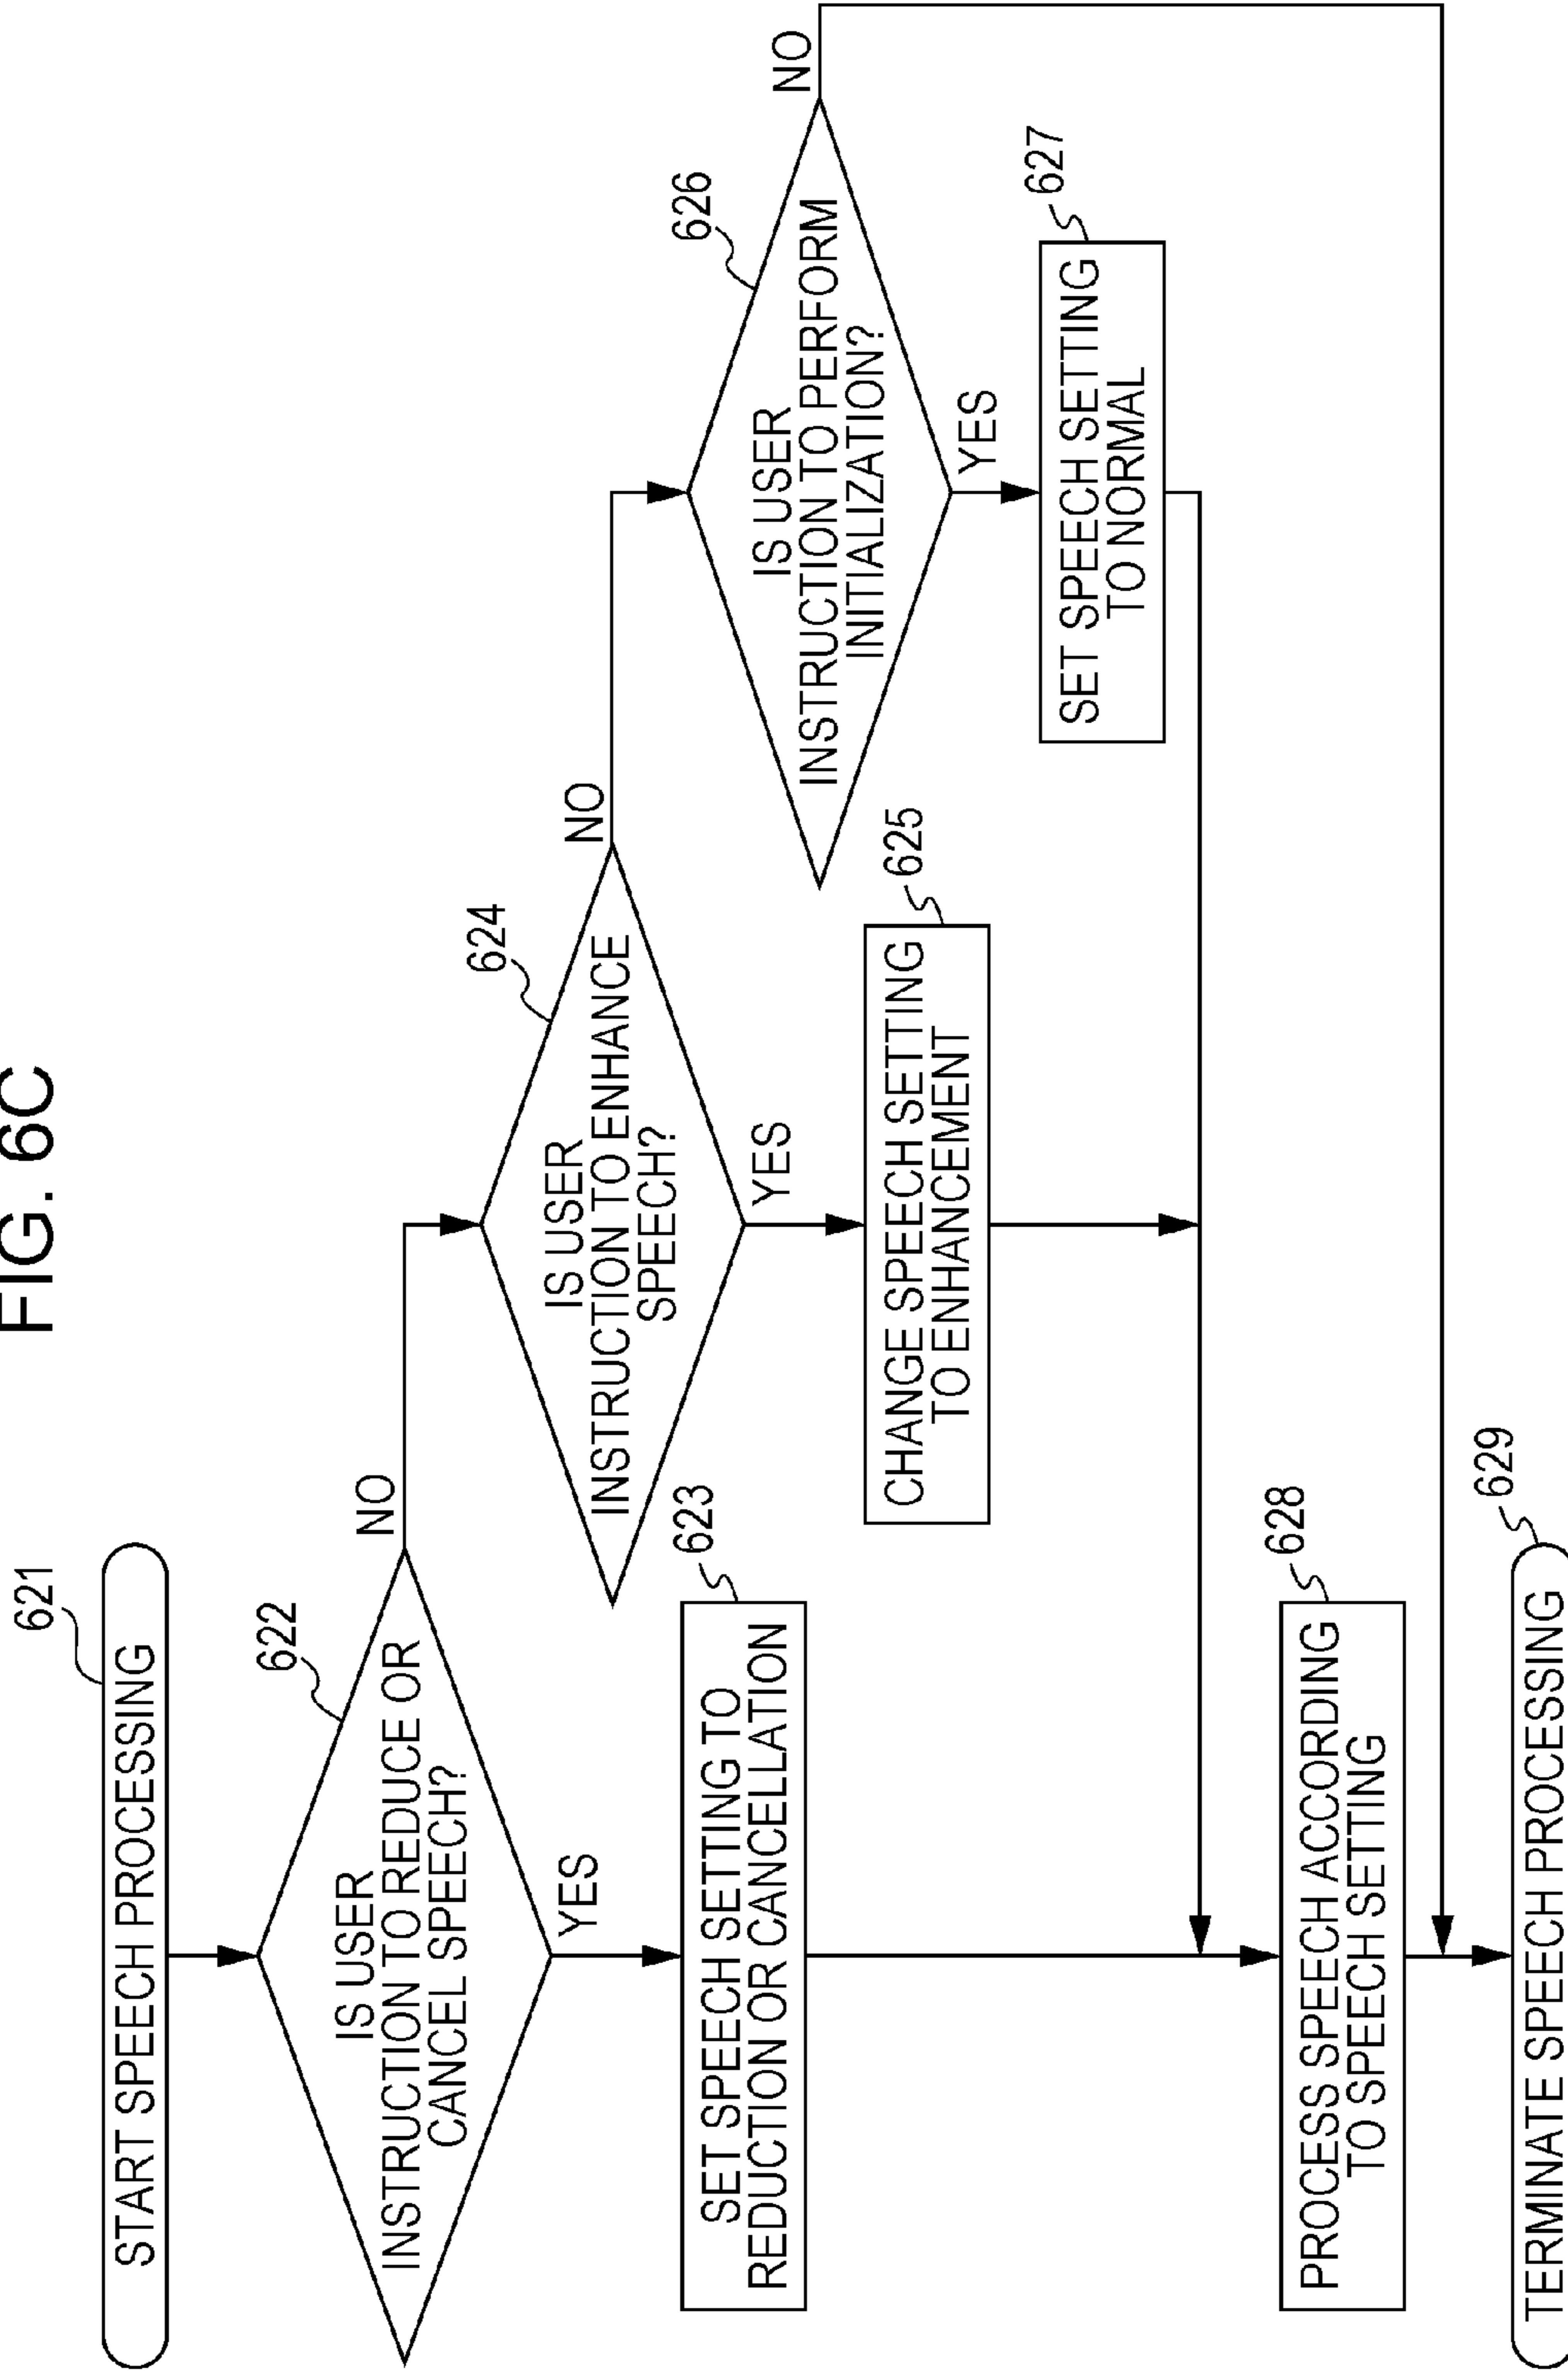 FIG. 6C
621
START SPEECH PROCESSING
622
IS USER
INSTRUCTION TO REDUCE OR
CANCEL SPEECH?
NO
YES
623
SET SPEECH SETTING TO
REDUCTION OR CANCELLATION
624
IS USER
INSTRUCTION TO ENHANCE
SPEECH?
NO
YES
625
CHANGE SPEECH SETTING
TO ENHANCEMENT
626
IS USER
INSTRUCTION TO PERFORM
INITIALIZATION?
NO
YES
627
SET SPEECH SETTING
TO NORMAL
628
PROCESS SPEECH ACCORDING
TO SPEECH SETTING
629
TERMINATE SPEECH PROCESSING